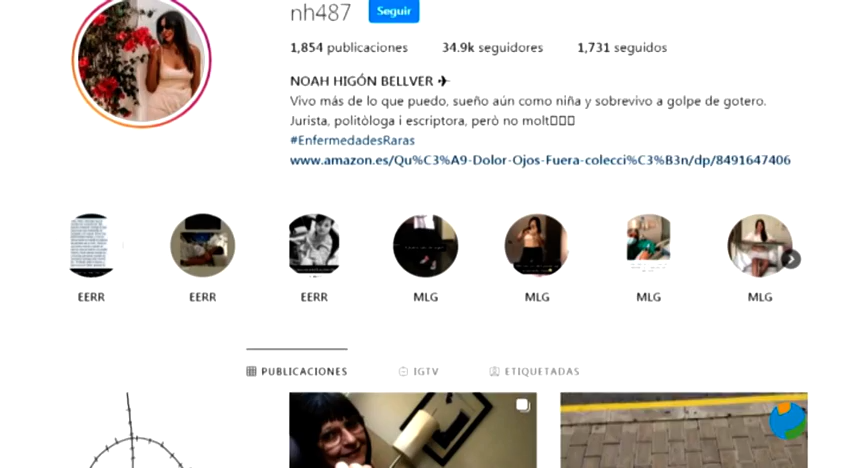 nh487 Seguir
1,854 publicaciones 34.9k seguidores 1,731 seguidos
NOAH HIGÓN BELLVER ✈
Vivo más de lo que puedo, sueño aún como niña y sobrevivo a golpe de gotero.
Jurista, politòloga i escriptora, però no molt▯▯▯
#EnfermedadesRaras
www.amazon.es/Qu%C3%A9-Dolor-Ojos-Fuera-colecci%C3%B3n/dp/8491647406
EERR EERR EERR MLG MLG MLG MLG
PUBLICACIONES IGTV ETIQUETADAS